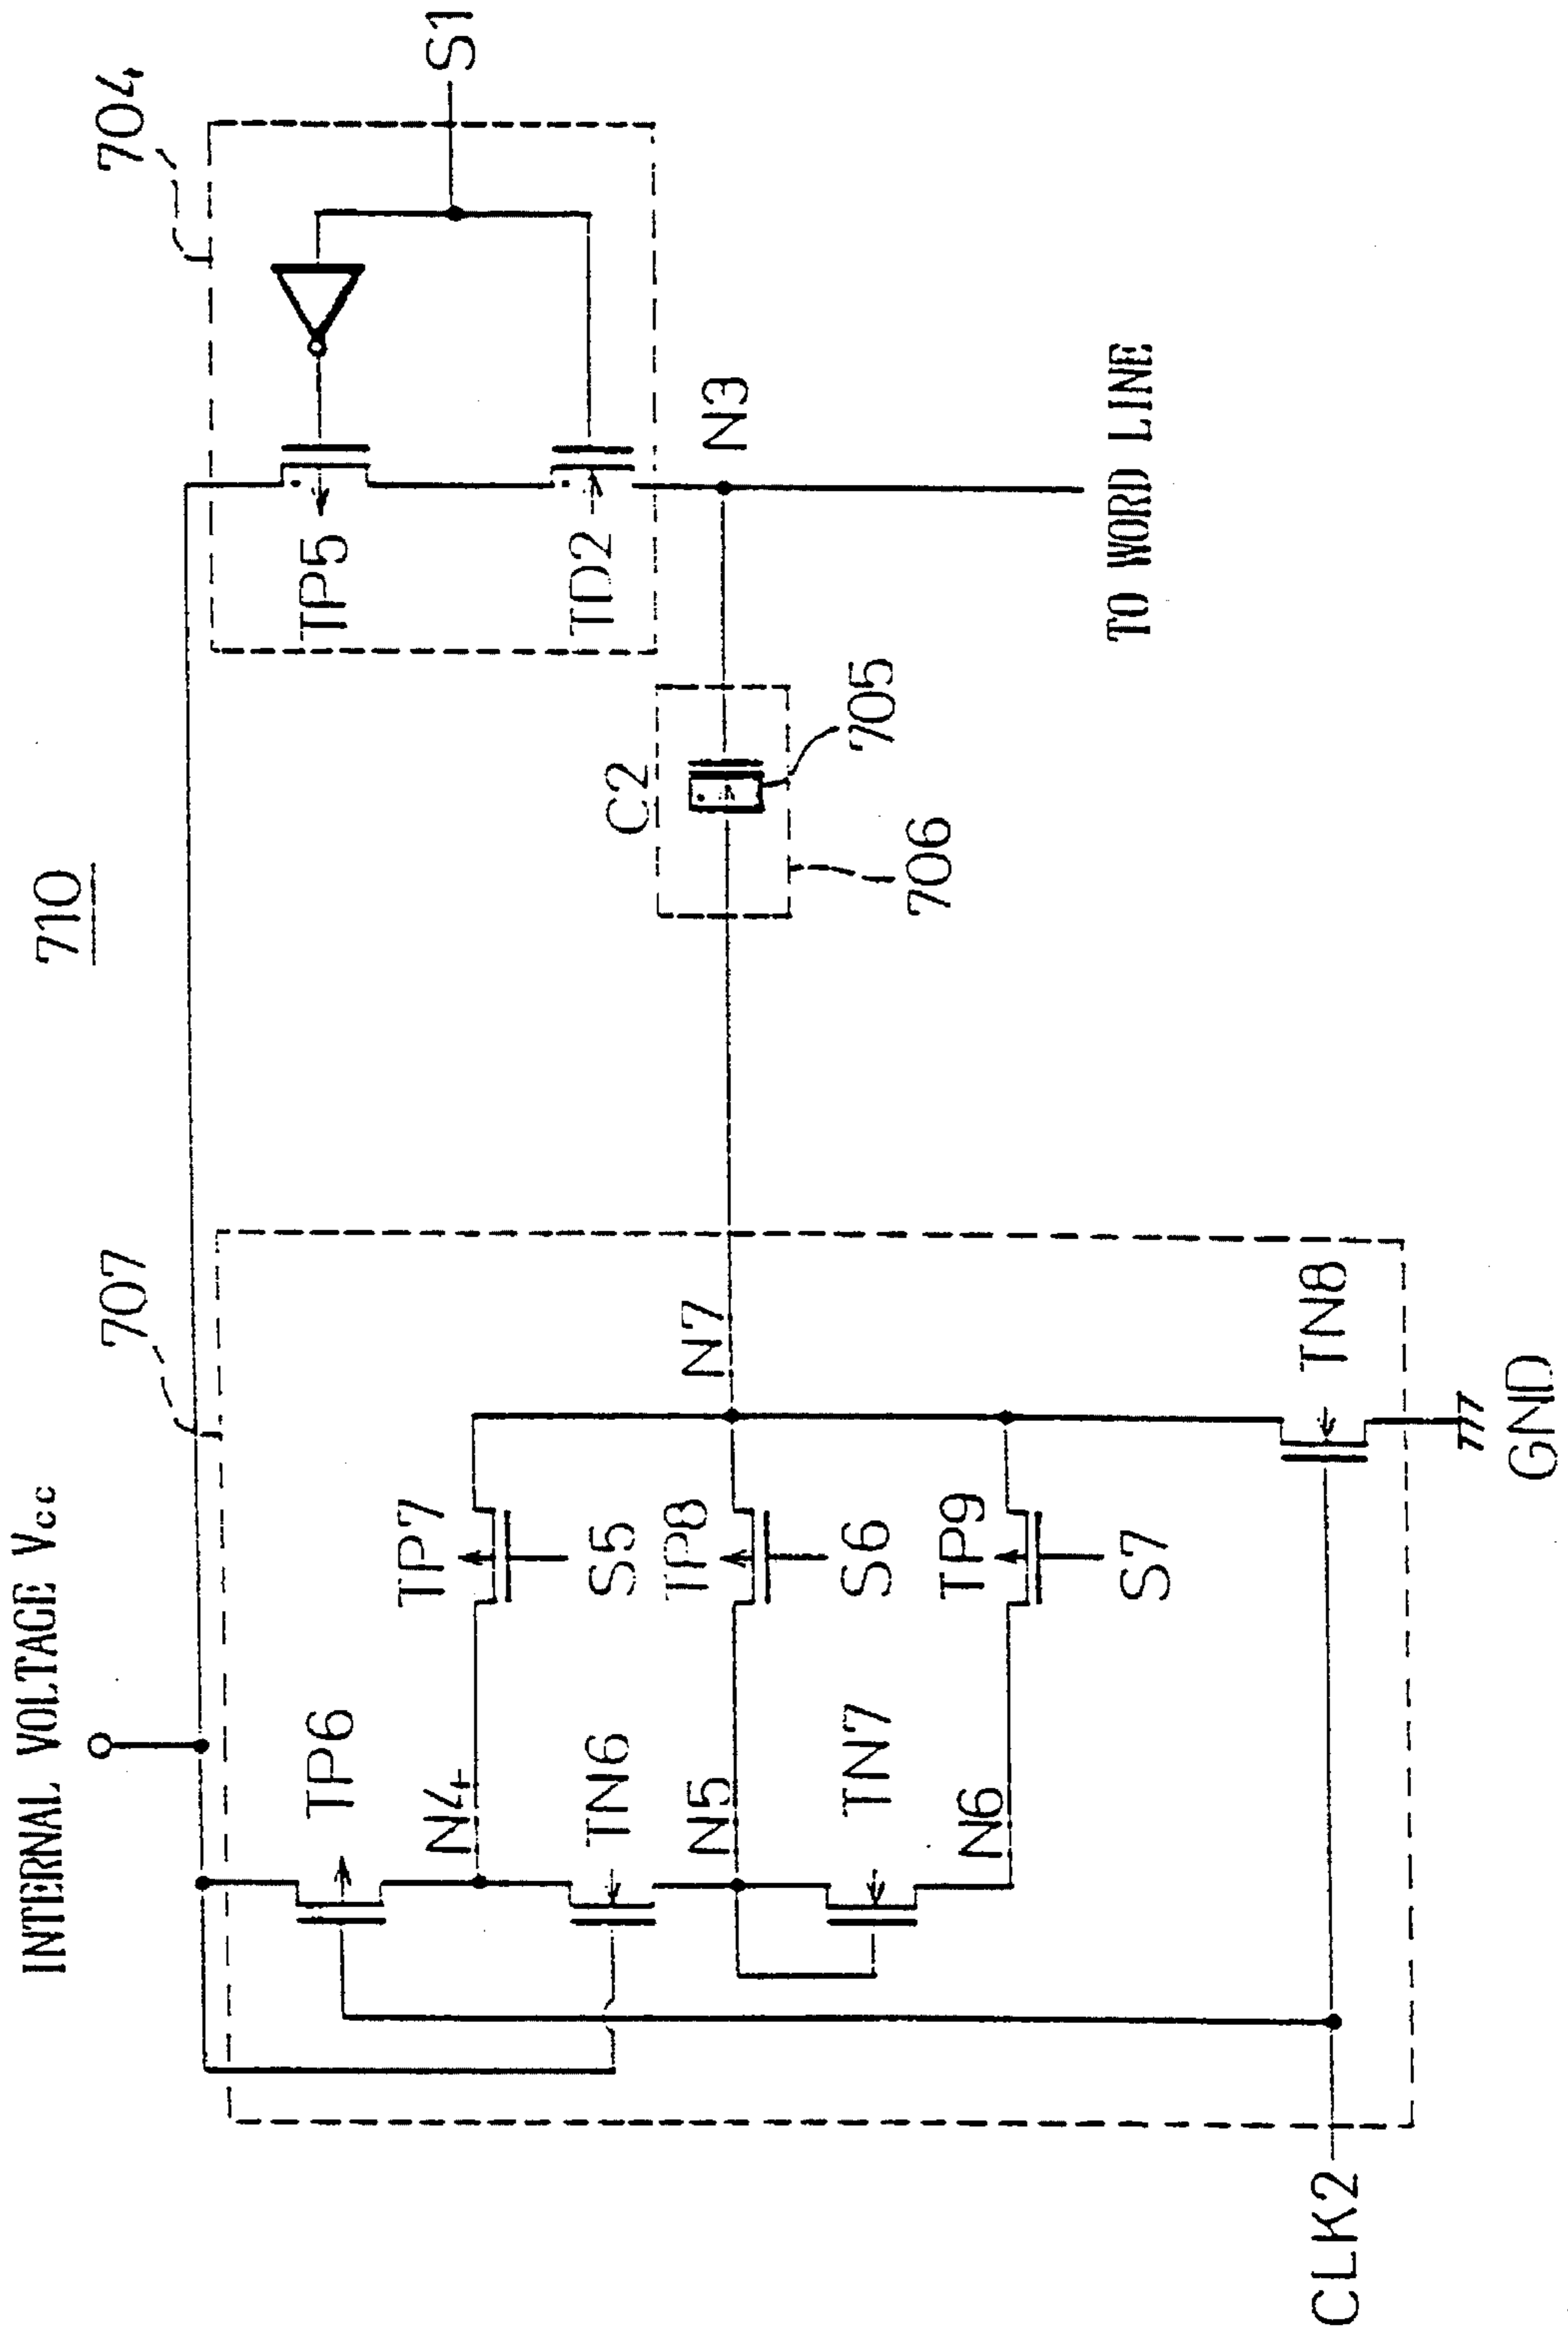 710
INTERNAL VOLTAGE Vcc
707
704
TP6
TP7
TP5
S1
N4
S5
TN6
TP8
N7
C2
TD2
N5
S6
N3
705
TN7
TP9
706
N6
S7
TO WORD LINE
CLK2
TN8
GND